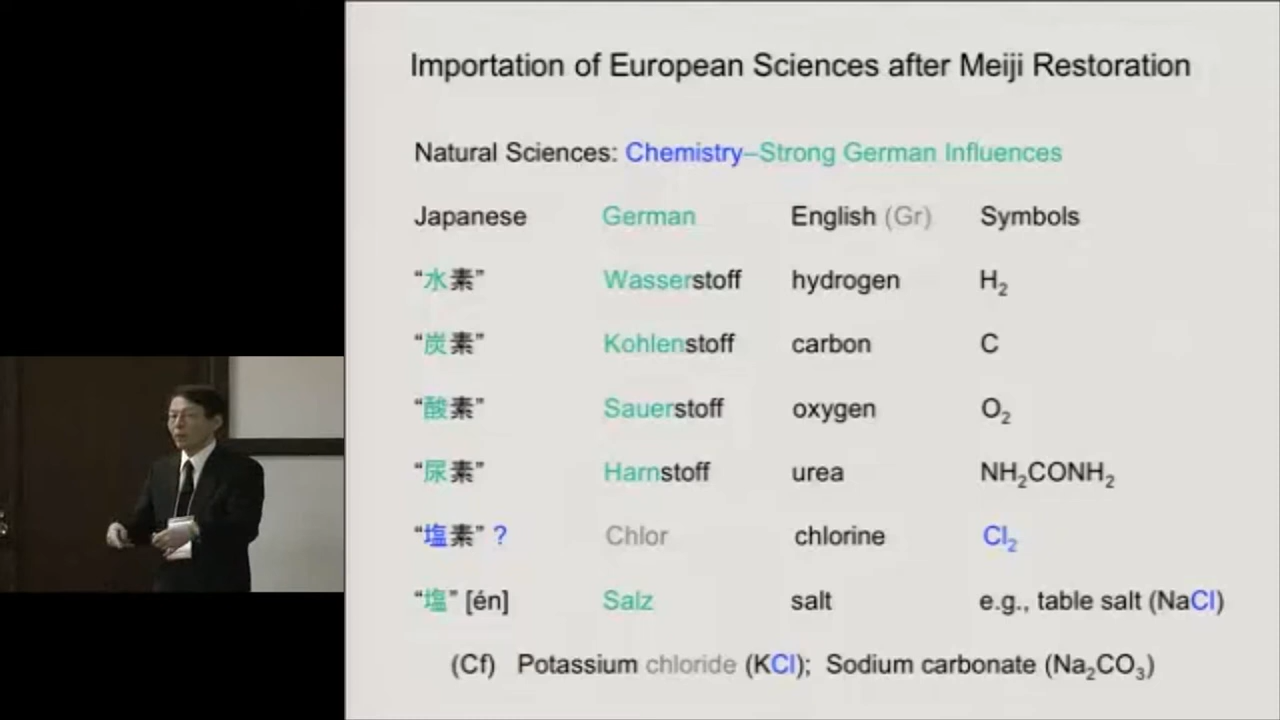 Importation of European Sciences after Meiji Restoration
Natural Sciences: Chemistry–Strong German Influences
Japanese German English (Gr) Symbols
“水素” Wasserstoff hydrogen H₂
“炭素” Kohlenstoff carbon C
“酸素” Sauerstoff oxygen O₂
“尿素” Harnstoff urea NH₂CONH₂
“塩素” ? Chlor chlorine Cl₂
“塩” [én] Salz salt e.g., table salt (NaCl)
(Cf) Potassium chloride (KCl); Sodium carbonate (Na₂CO₃)